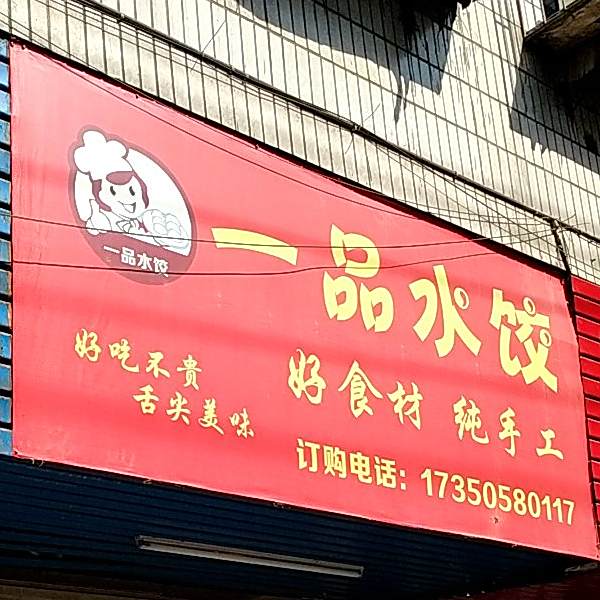 一品水饺
一品水饺
好吃不贵
舌尖美味
好食材 纯手工
订购电话：17350580117